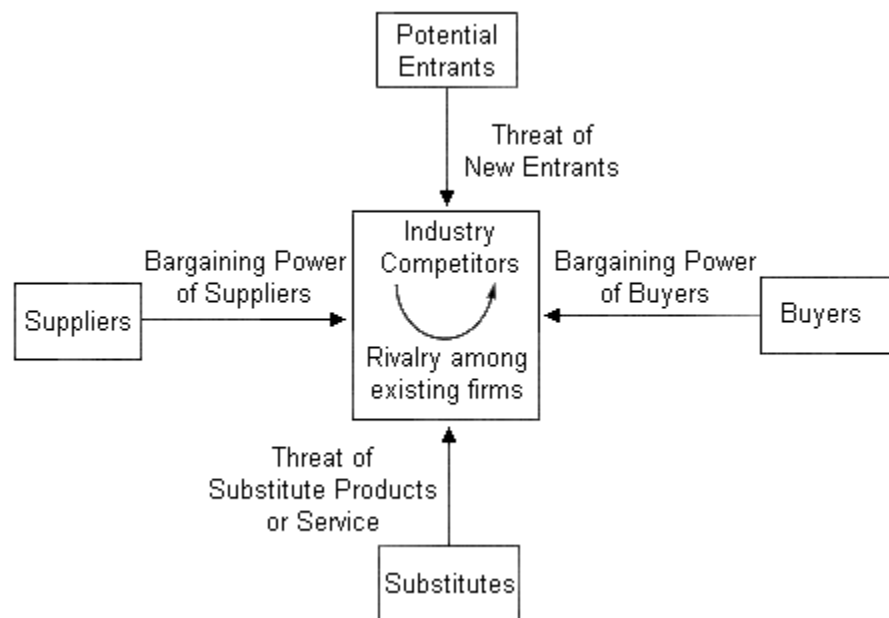 Potential
Entrants
Threat of
New Entrants
Industry
Competitors
Bargaining Power
of Suppliers
Bargaining Power
of Buyers
Suppliers
Buyers
Rivalry among
existing firms
Threat of
Substitute Products
or Service
Substitutes